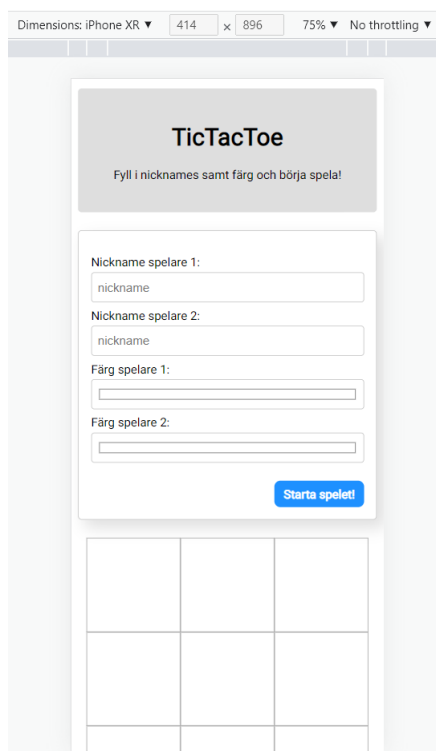 Dimensions: iPhone XR ▼ 414 x 896 75% ▼ No throttling ▼
TicTacToe
Fyll i nicknames samt färg och börja spela!
Nickname spelare 1:
nickname
Nickname spelare 2:
nickname
Färg spelare 1:
Färg spelare 2:
Starta spelet!